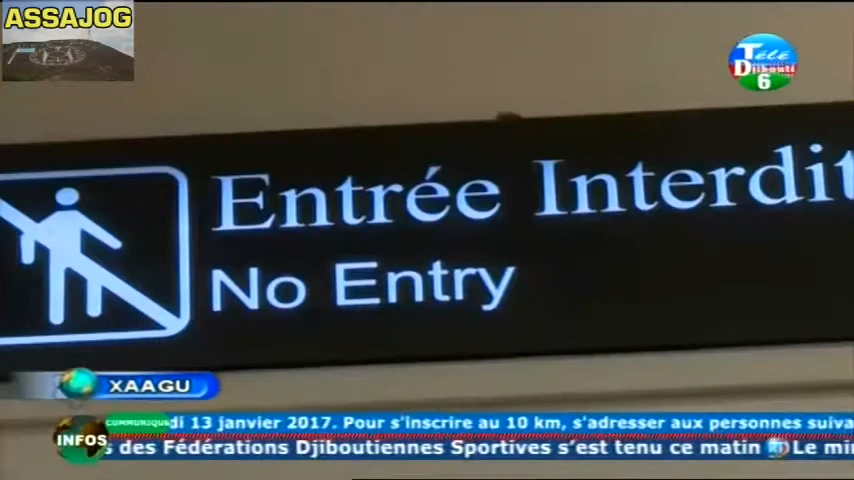 ASSAJOG
Télé
Djibouti
6
Entrée Interdit
No Entry
XAAGU
COMMUNIQUÉ
di 13 janvier 2017. Pour s'inscrire au 10 km, s'adresser aux personnes suiva
INFOS
s des Fédérations Djiboutiennes Sportives s'est tenu ce matin
Le mi